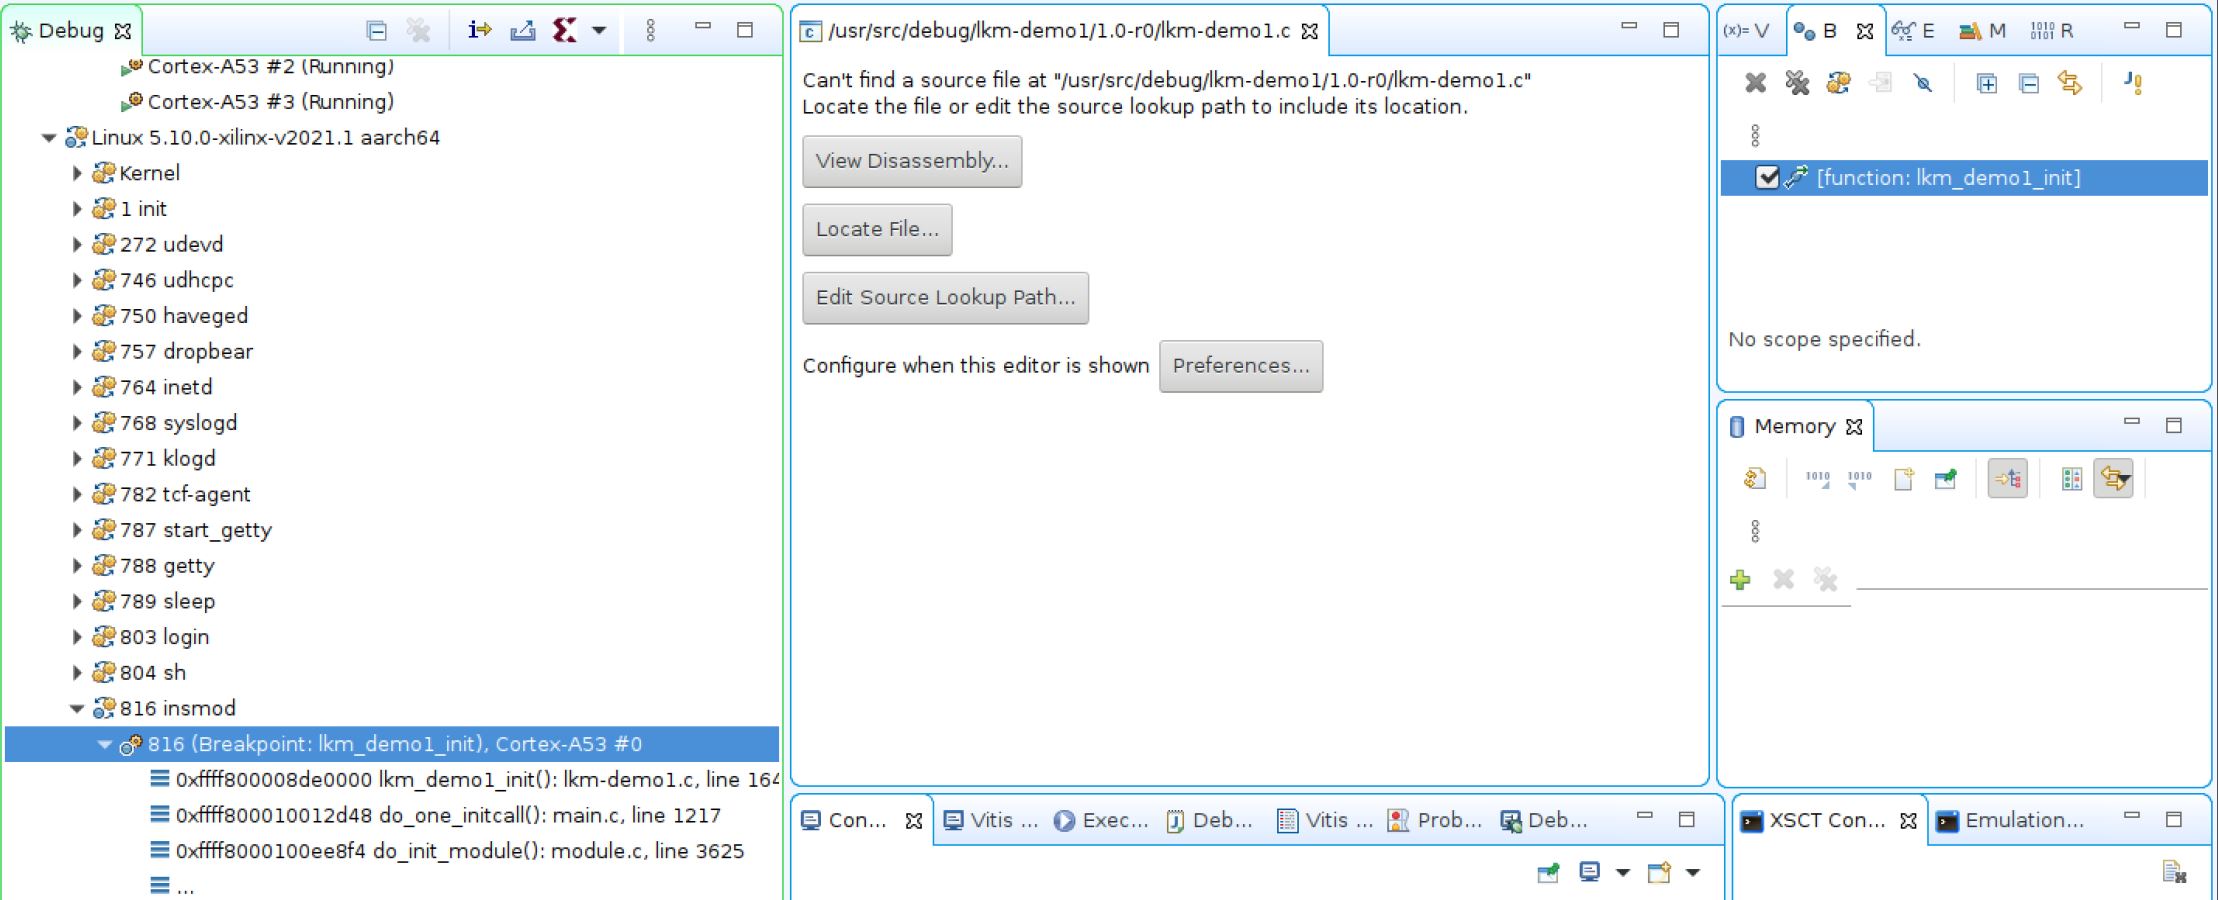 Debug
Cortex-A53 #2 (Running)
Cortex-A53 #3 (Running)
Linux 5.10.0-xilinx-v2021.1 aarch64
Kernel
1 init
272 udevd
746 udhcpc
750 haveged
757 dropbear
764 inetd
768 syslogd
771 klogd
782 tcf-agent
787 start_getty
788 getty
789 sleep
803 login
804 sh
816 insmod
816 (Breakpoint: lkm_demo1_init), Cortex-A53 #0
0xffff800008de0000 lkm_demo1_init(): lkm-demo1.c, line 164
0xffff800010012d48 do_one_initcall(): main.c, line 1217
0xffff8000100ee8f4 do_init_module(): module.c, line 3625
...
/usr/src/debug/lkm-demo1/1.0-r0/lkm-demo1.c
Can't find a source file at "/usr/src/debug/lkm-demo1/1.0-r0/lkm-demo1.c"
Locate the file or edit the source lookup path to include its location.
View Disassembly...
Locate File...
Edit Source Lookup Path...
Configure when this editor is shown Preferences...
Con... Vitis ... Exec... Deb... Vitis ... Prob... Deb...
(x)= V B E M 1010 0101 R
[function: lkm_demo1_init]
No scope specified.
Memory
1010 1010
XSCT Con... Emulation...